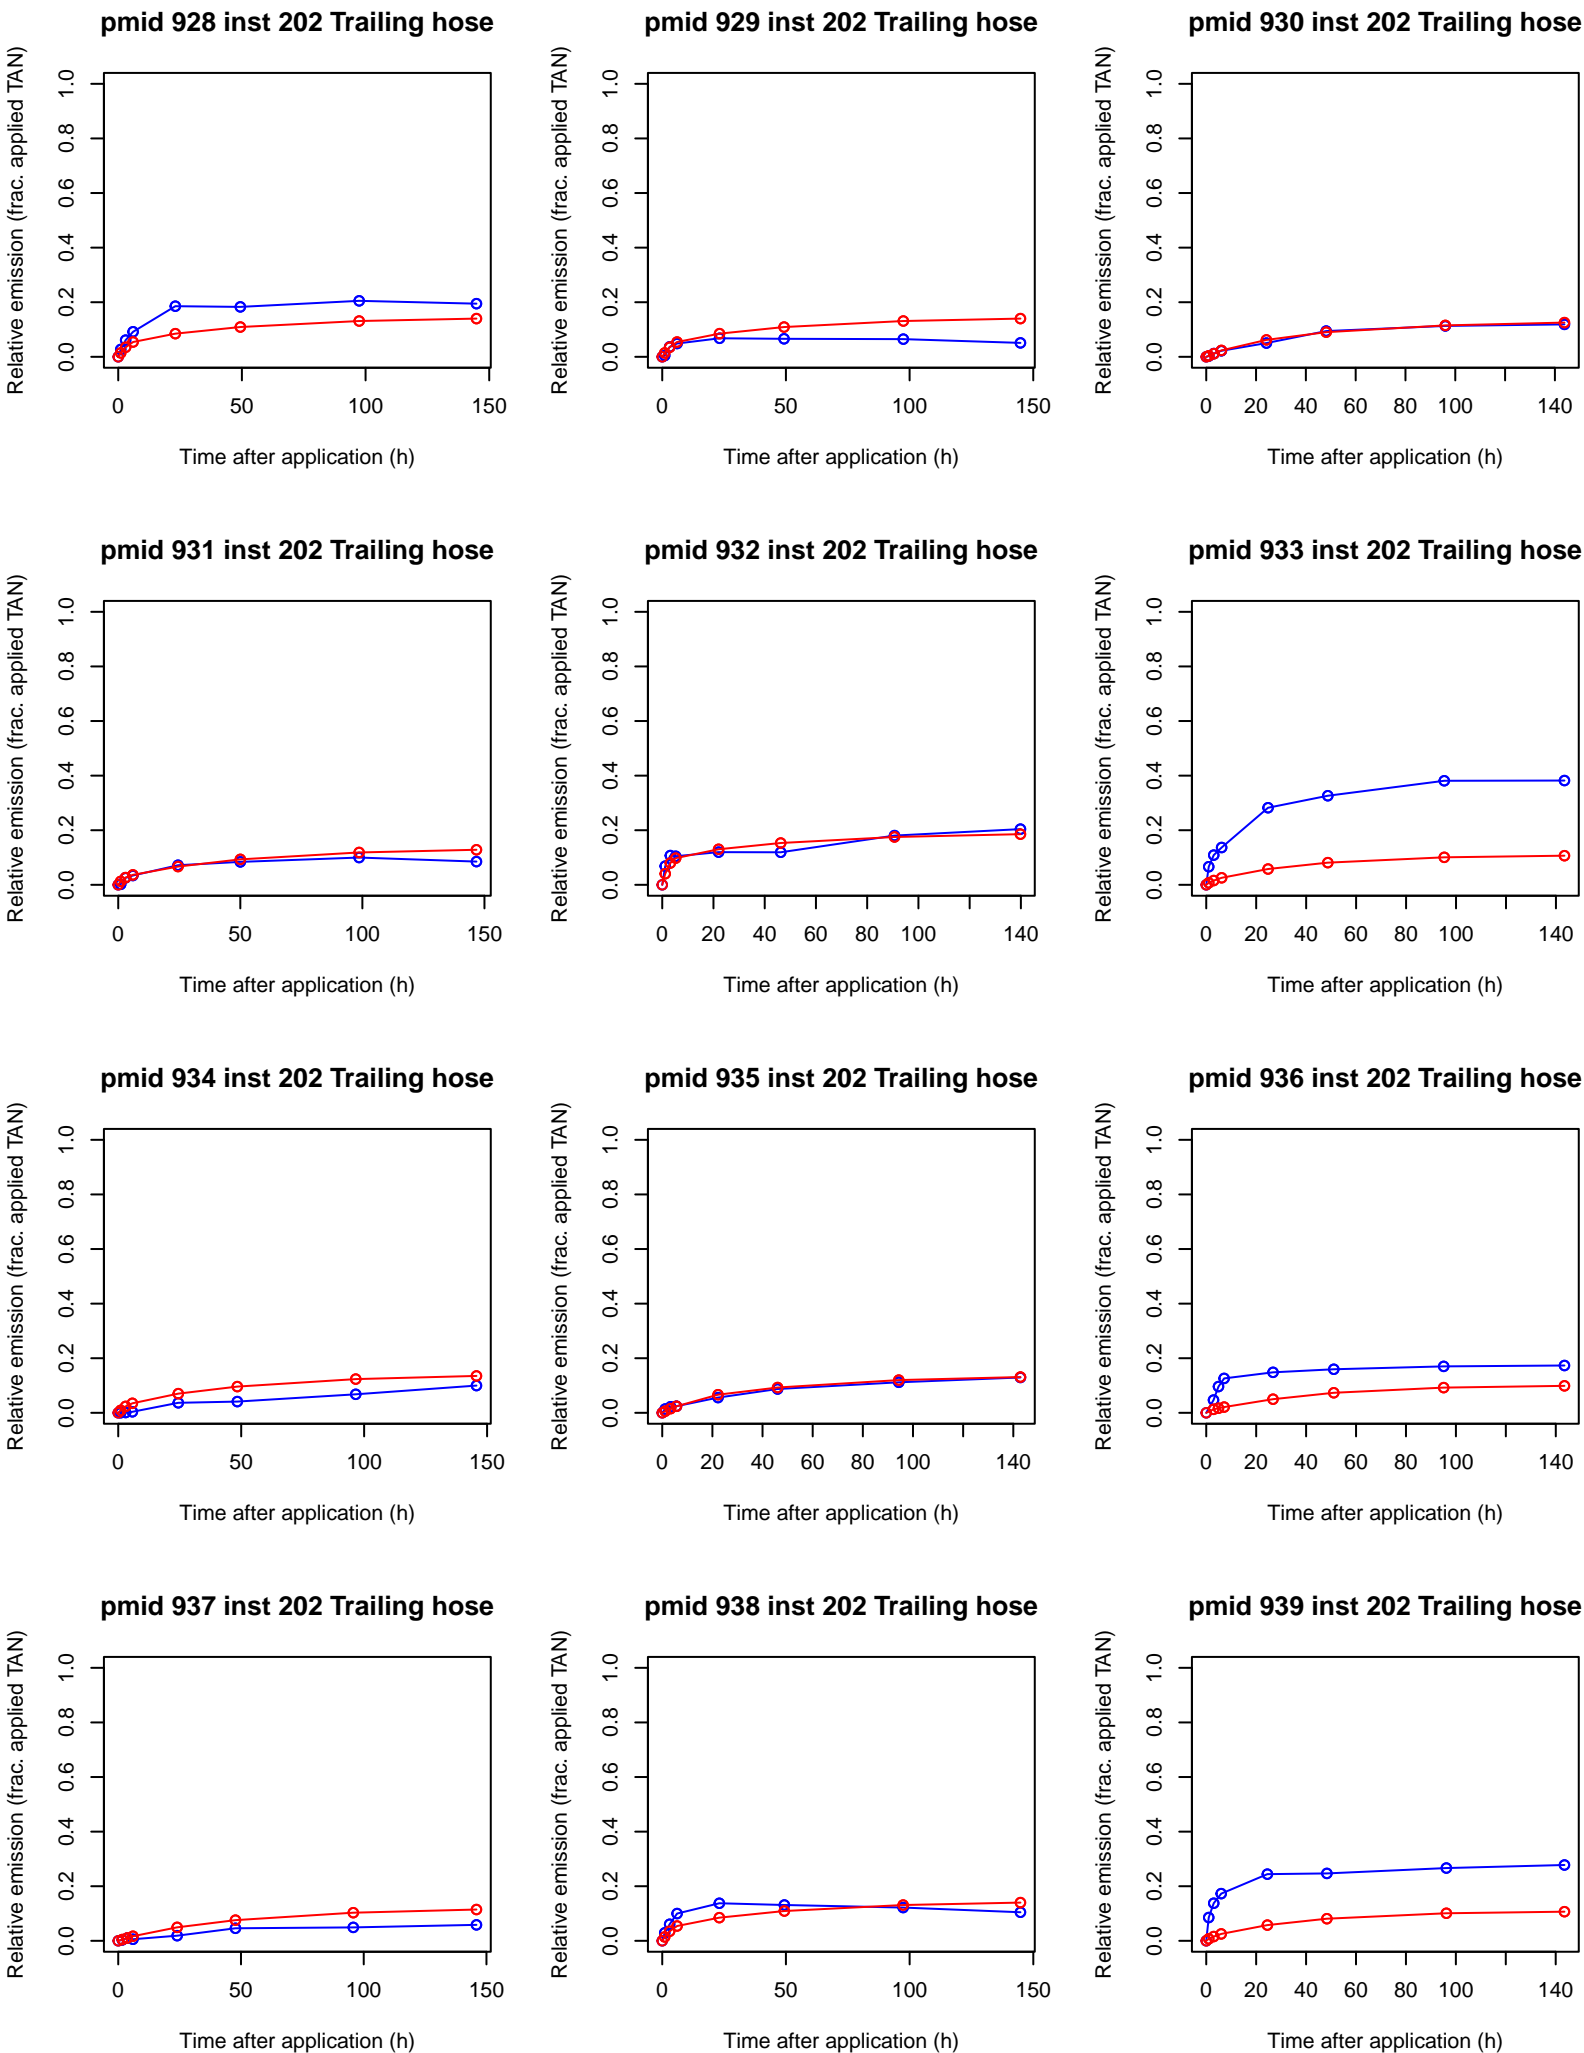 pmid 928 inst 202 Trailing hose
Relative emission (frac. applied TAN)
0.0 0.2 0.4 0.6 0.8 1.0
0 50 100 150
Time after application (h)
pmid 929 inst 202 Trailing hose
Relative emission (frac. applied TAN)
0.0 0.2 0.4 0.6 0.8 1.0
0 50 100 150
Time after application (h)
pmid 930 inst 202 Trailing hose
Relative emission (frac. applied TAN)
0.0 0.2 0.4 0.6 0.8 1.0
0 20 40 60 80 100 140
Time after application (h)
pmid 931 inst 202 Trailing hose
Relative emission (frac. applied TAN)
0.0 0.2 0.4 0.6 0.8 1.0
0 50 100 150
Time after application (h)
pmid 932 inst 202 Trailing hose
Relative emission (frac. applied TAN)
0.0 0.2 0.4 0.6 0.8 1.0
0 20 40 60 80 100 140
Time after application (h)
pmid 933 inst 202 Trailing hose
Relative emission (frac. applied TAN)
0.0 0.2 0.4 0.6 0.8 1.0
0 20 40 60 80 100 140
Time after application (h)
pmid 934 inst 202 Trailing hose
Relative emission (frac. applied TAN)
0.0 0.2 0.4 0.6 0.8 1.0
0 50 100 150
Time after application (h)
pmid 935 inst 202 Trailing hose
Relative emission (frac. applied TAN)
0.0 0.2 0.4 0.6 0.8 1.0
0 20 40 60 80 100 140
Time after application (h)
pmid 936 inst 202 Trailing hose
Relative emission (frac. applied TAN)
0.0 0.2 0.4 0.6 0.8 1.0
0 20 40 60 80 100 140
Time after application (h)
pmid 937 inst 202 Trailing hose
Relative emission (frac. applied TAN)
0.0 0.2 0.4 0.6 0.8 1.0
0 50 100 150
Time after application (h)
pmid 938 inst 202 Trailing hose
Relative emission (frac. applied TAN)
0.0 0.2 0.4 0.6 0.8 1.0
0 50 100 150
Time after application (h)
pmid 939 inst 202 Trailing hose
Relative emission (frac. applied TAN)
0.0 0.2 0.4 0.6 0.8 1.0
0 20 40 60 80 100 140
Time after application (h)